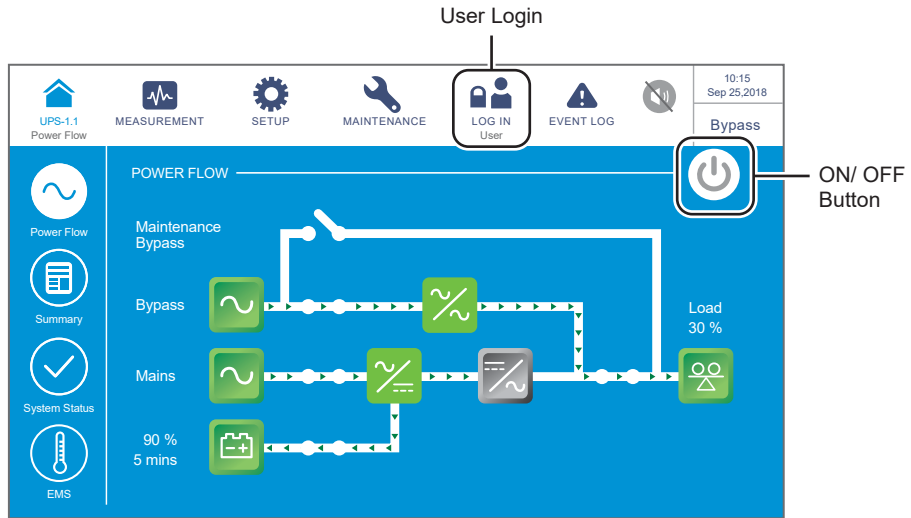 User Login
UPS-1.1
Power Flow
MEASUREMENT
SETUP
MAINTENANCE
LOG IN
User
EVENT LOG
10:15
Sep 25,2018
Bypass
ON/ OFF
Button
POWER FLOW
Power Flow
Summary
System Status
EMS
Maintenance
Bypass
Bypass
Mains
90 %
5 mins
Load
30 %